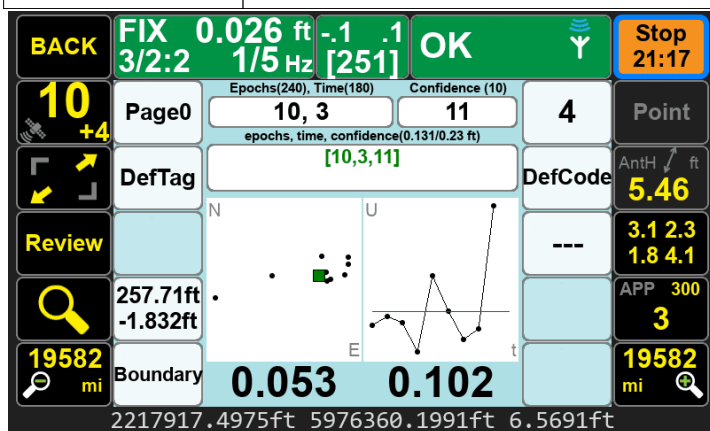 BACK
FIX 0.026 ft
3/2:2 1/5 Hz
-.1 .1
[251]
OK
Stop
21:17
10
+4
Page0
Epochs(240), Time(180)
10, 3
Confidence (10)
11
4
Point
epochs, time, confidence(0.131/0.23 ft)
[10,3,11]
DefTag
DefCode
AntH ft
5.46
Review
N
U
---
3.1 2.3
1.8 4.1
257.71ft
-1.832ft
APP 300
3
E
t
19582
mi
Boundary
0.053
0.102
19582
mi
2217917.4975ft 5976360.1991ft 6.5691ft